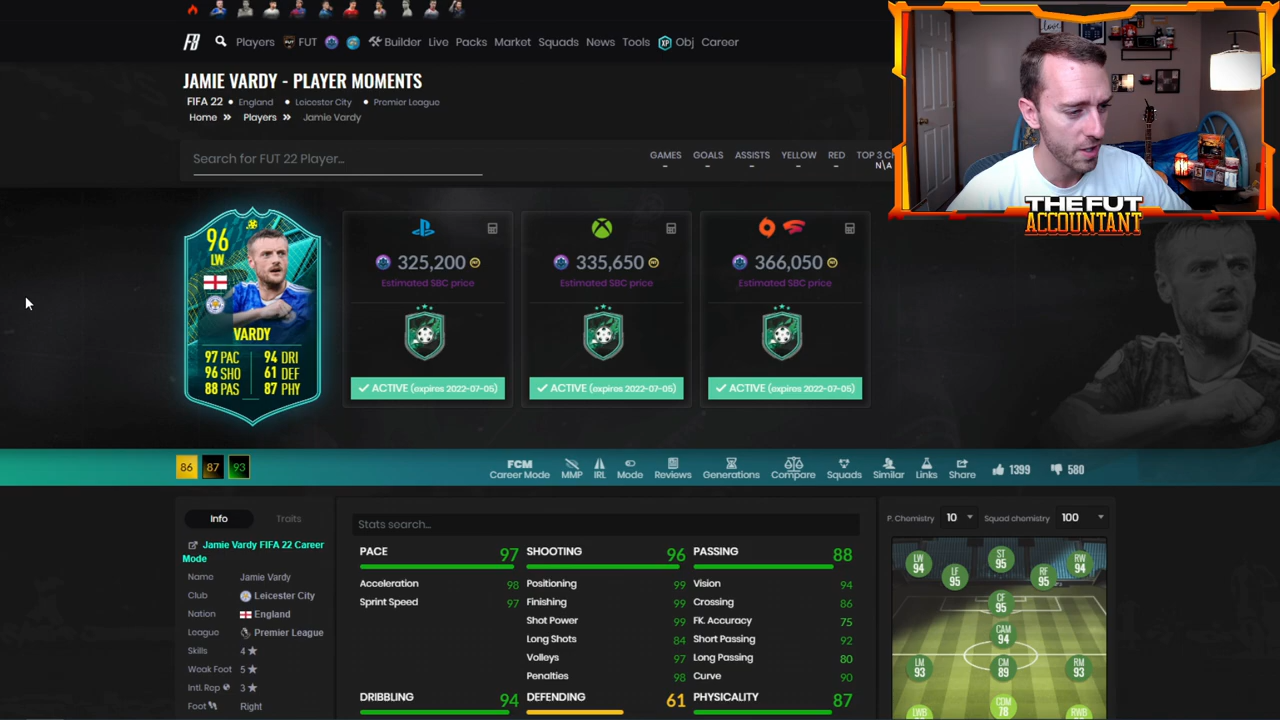 F8 Players FUT Builder Live Packs Market Squads News Tools XP Obj Career
JAMIE VARDY - PLAYER MOMENTS
FIFA 22 • England • Leicester City • Premier League
Home » Players » Jamie Vardy
Search for FUT 22 Player...
GAMES GOALS ASSISTS YELLOW RED
- - - - - N\A
THE FUT
ACCOUNTANT
96
LW
VARDY
97 PAC 94 DRI
96 SHO 61 DEF
88 PAS 87 PHY
325,200
Estimated SBC price
ACTIVE (expires 2022-07-05)
335,650
Estimated SBC price
ACTIVE (expires 2022-07-05)
366,050
Estimated SBC price
ACTIVE (expires 2022-07-05)
86 87 93
FCM
Career Mode MMP IRL Mode Reviews Generations Compare Squads Similar Links Share 1399 580
Info Traits
Jamie Vardy FIFA 22 Career
Mode
Name Jamie Vardy
Club Leicester City
Nation England
League Premier League
Skills 4★
Weak Foot 5★
Intl. Rep 3★
Foot Right
Stats search...
PACE 97
Acceleration 98
Sprint Speed 97
SHOOTING 96
Positioning 99
Finishing 99
Shot Power 99
Long Shots 84
Volleys 97
Penalties 98
PASSING 88
Vision 94
Crossing 86
FK. Accuracy 75
Short Passing 92
Long Passing 80
Curve 90
DRIBBLING 94
DEFENDING 61
PHYSICALITY 87
P. Chemistry 10 Squad chemistry 100
LW
94
ST
95
RW
94
LF
95
RF
95
CF
95
CAM
94
LM
93
CM
89
RM
93
CDM
78
LWB
RWB